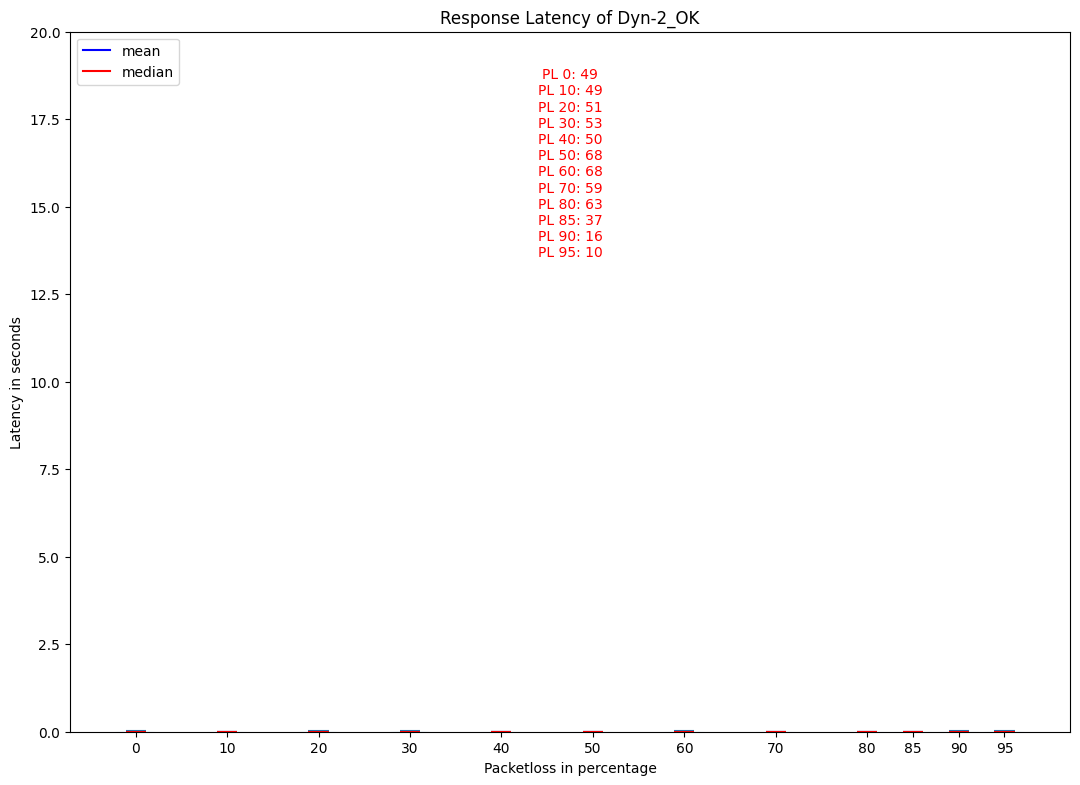 Response Latency of Dyn-2_OK
mean
median
PL 0: 49
PL 10: 49
PL 20: 51
PL 30: 53
PL 40: 50
PL 50: 68
PL 60: 68
PL 70: 59
PL 80: 63
PL 85: 37
PL 90: 16
PL 95: 10
Latency in seconds
20.0
17.5
15.0
12.5
10.0
7.5
5.0
2.5
0.0
0 10 20 30 40 50 60 70 80 85 90 95
Packetloss in percentage